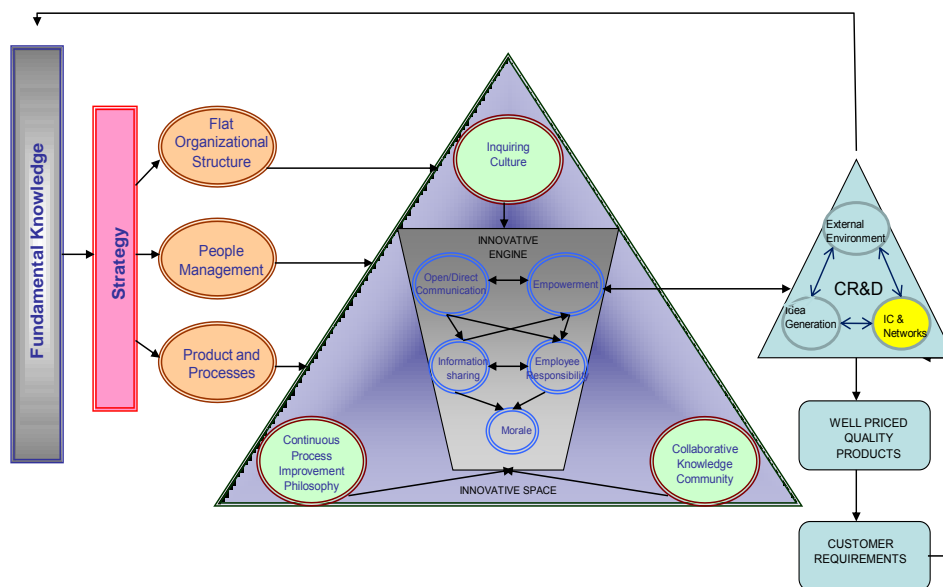 Fundamental Knowledge
Strategy
Flat
Organizational
Structure
People
Management
Product and
Processes
Inquiring
Culture
INNOVATIVE
ENGINE
Open/Direct
Communication
Empowerment
Information
sharing
Employee
Responsibility
Morale
Continuous
Process
Improvement
Philosophy
Collaborative
Knowledge
Community
INNOVATIVE SPACE
External
Environment
CR&D
Idea
Generation
IC &
Networks
WELL PRICED
QUALITY
PRODUCTS
CUSTOMER
REQUIREMENTS